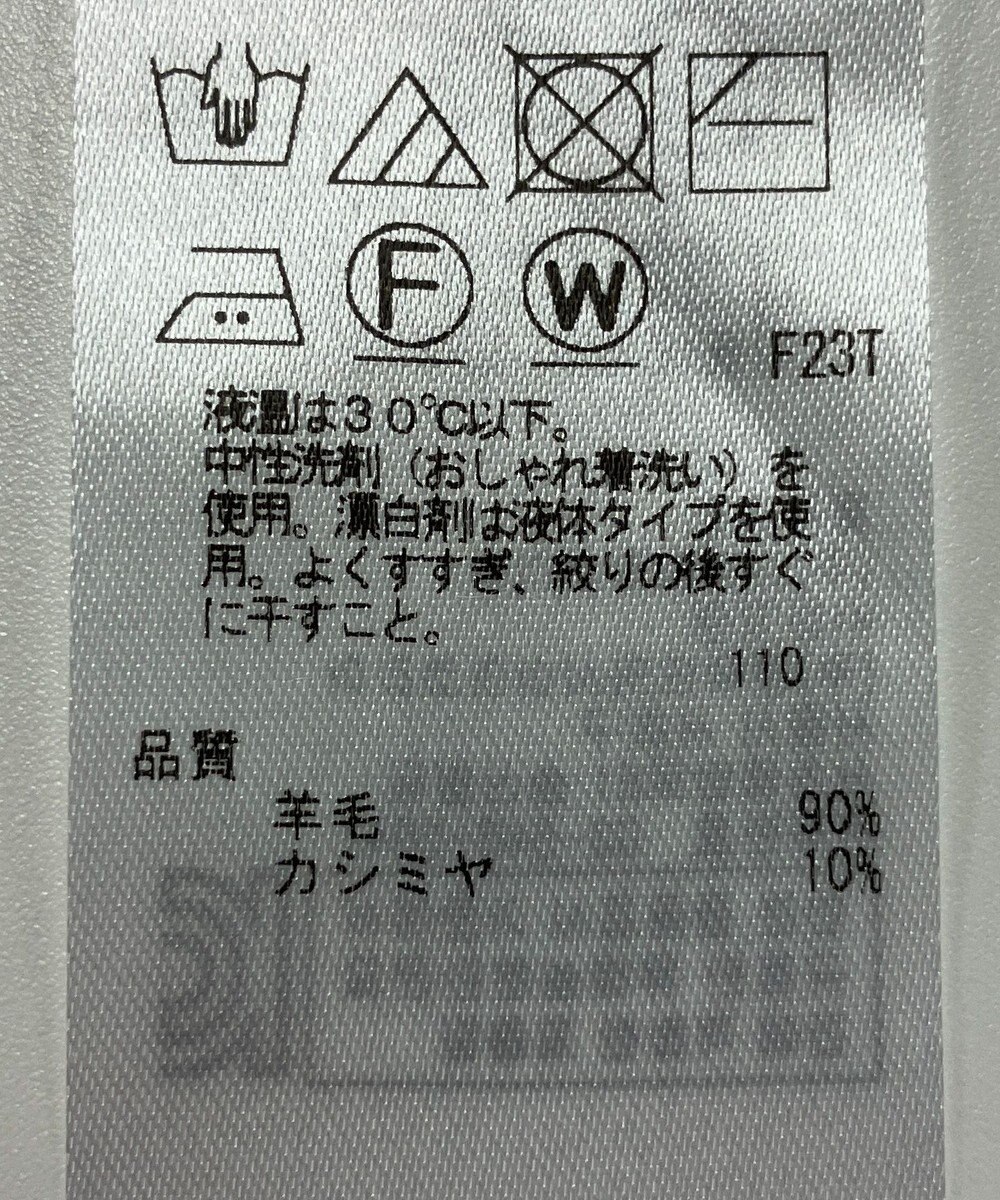 F
W
F23T
液温は30℃以下。
中性洗剤(おしゃれ着洗い)を
使用。漂白剤は液体タイプを使
用。よくすすぎ、絞りの後すぐ
に干すこと。
110
品質
羊毛 90%
カシミヤ 10%